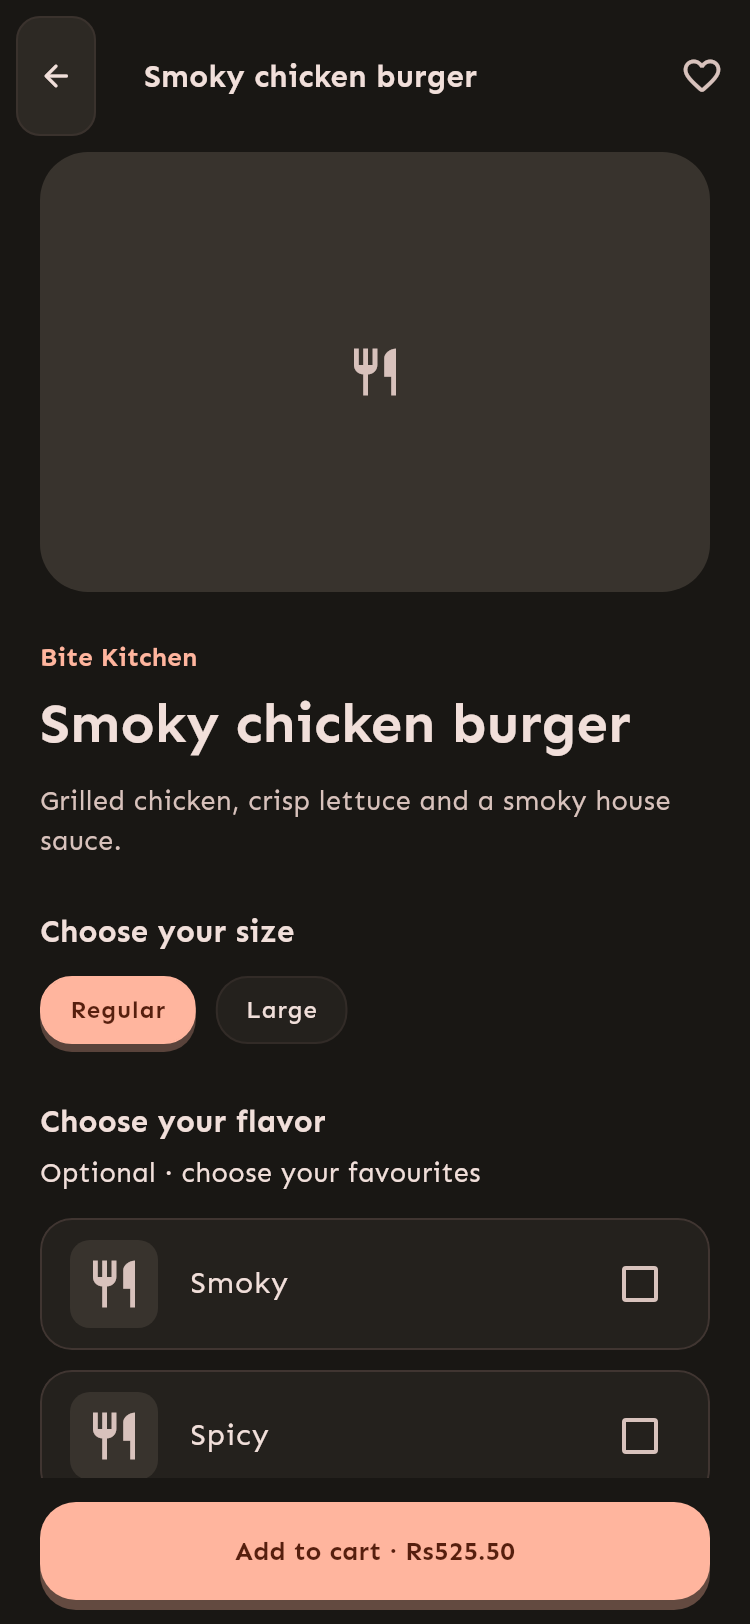 Smoky chicken burger
Bite Kitchen
Smoky chicken burger
Grilled chicken, crisp lettuce and a smoky house
sauce.
Choose your size
Regular
Large
Choose your flavor
Optional · choose your favourites
Smoky
Spicy
Add to cart · Rs525.50